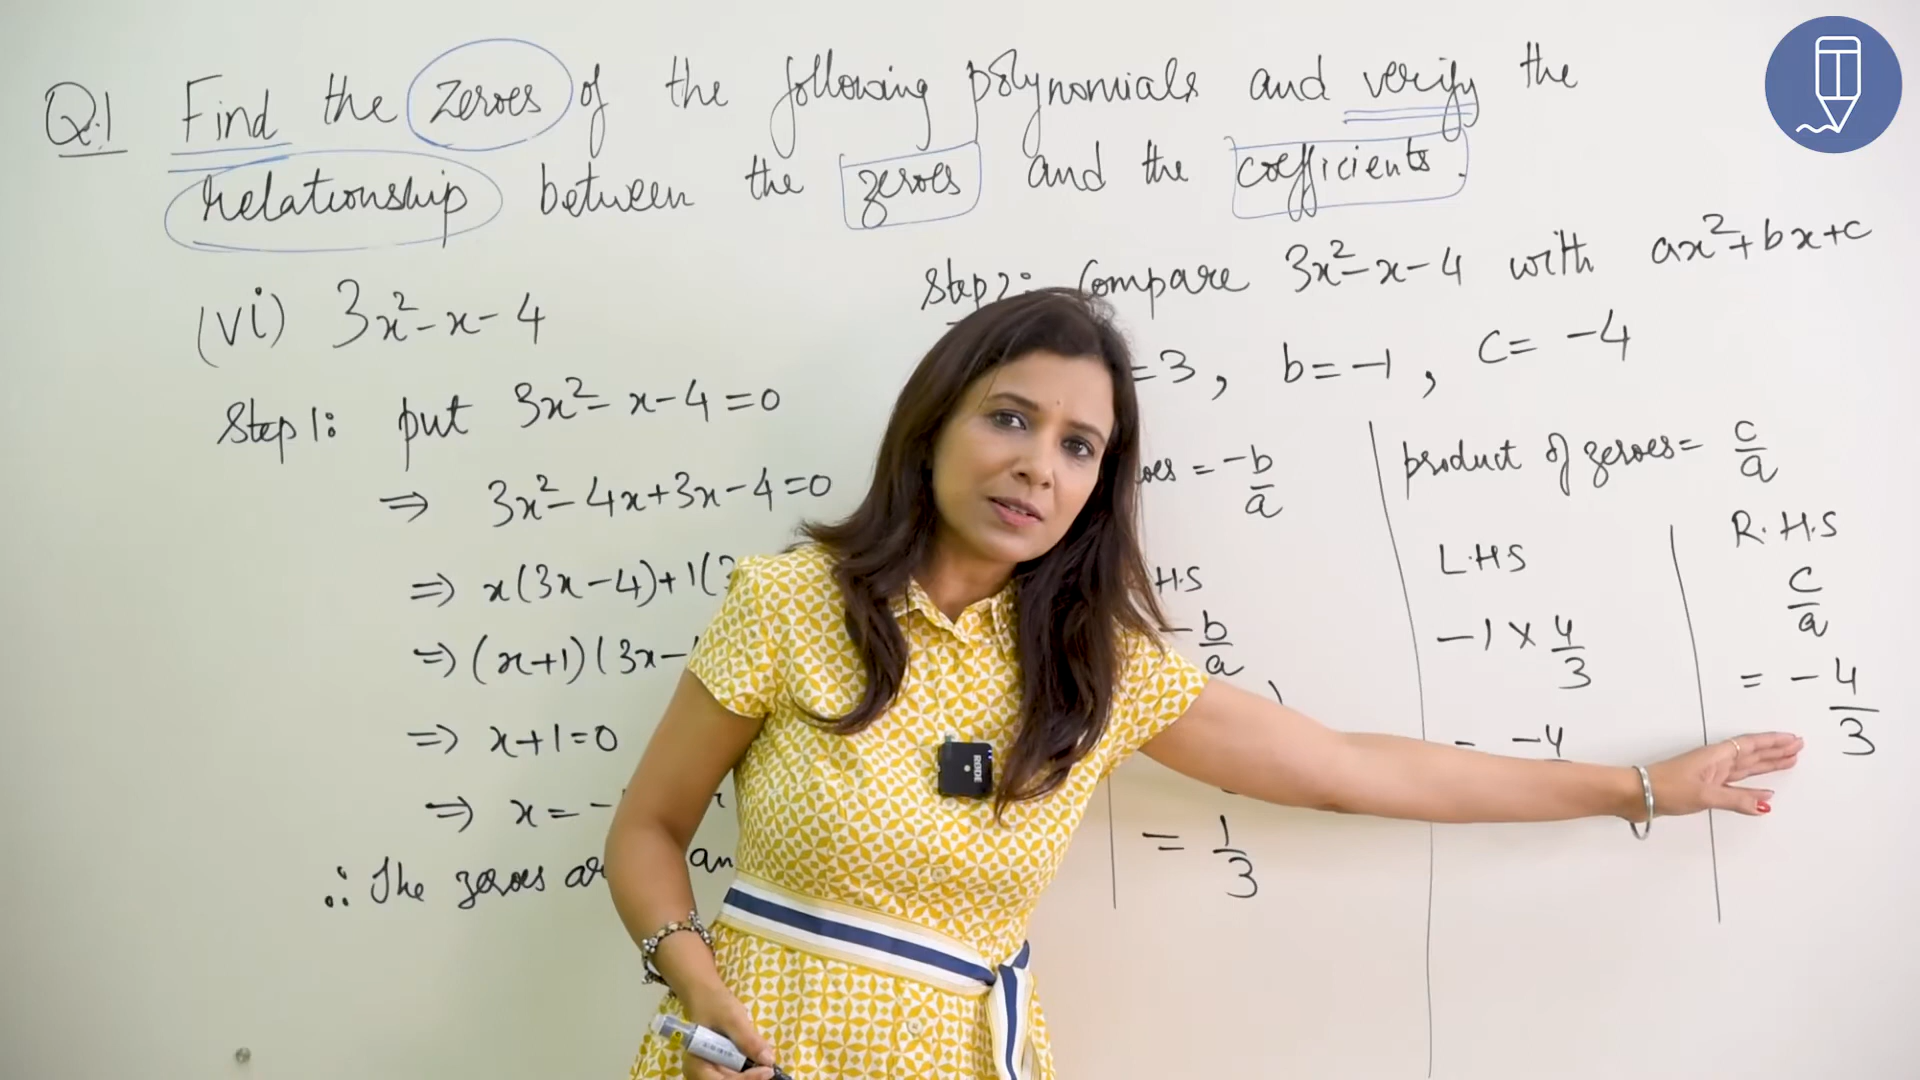 Q.1 Find the zeroes of the following polynomials and verify the
relationship between the zeroes and the coefficients.
(vi) 3x²-x-4
Step 1: put 3x²-x-4=0
⇒ 3x²-4x+3x-4=0
⇒ x(3x-4)+1(3
⇒ (x+1)(3x-
⇒ x+1=0
⇒ x=-
∴ The zeroes an
Step 2: Compare 3x²-x-4 with ax²+bx+c
=3, b=-1, c=-4
= -b/a
H.S
-b/a
= 1/3
product of zeroes = c/a
L.H.S
-1 × 4/3
= -4
R.H.S
c/a
= -4/3
RODE